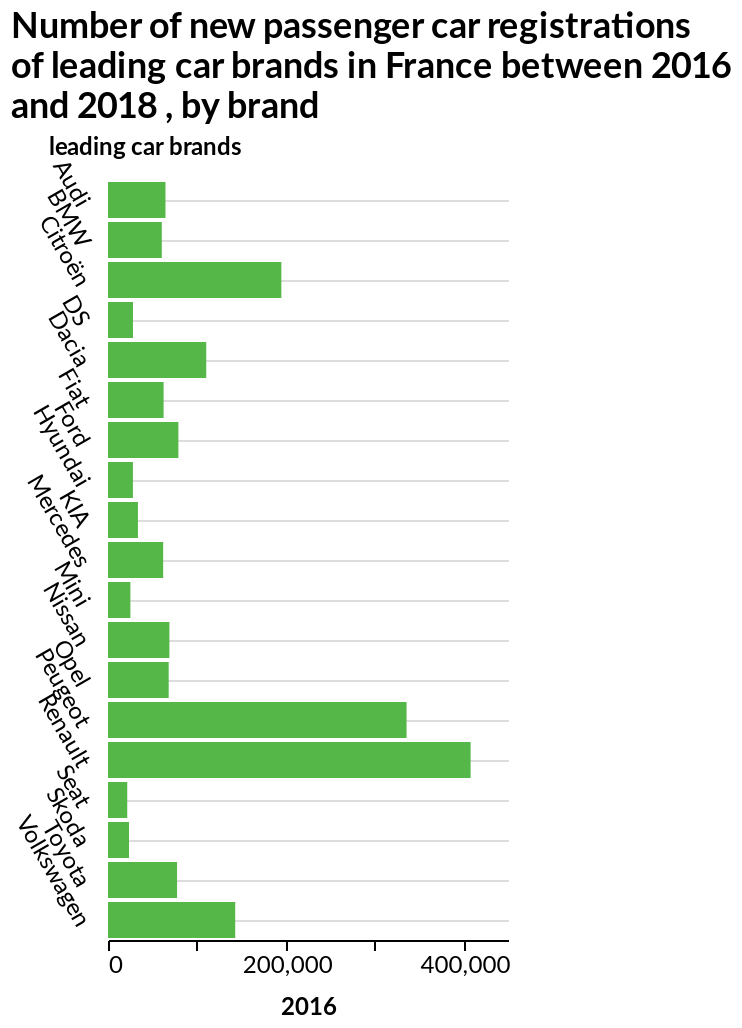 Number of new passenger car registrations
of leading car brands in France between 2016
and 2018 , by brand
leading car brands
Audi
BMW
Citroën
DS
Dacia
Fiat
Ford
Hyundai
KIA
Mercedes
Mini
Nissan
Opel
Peugeot
Renault
Seat
Skoda
Toyota
Volkswagen
0 200,000 400,000
2016